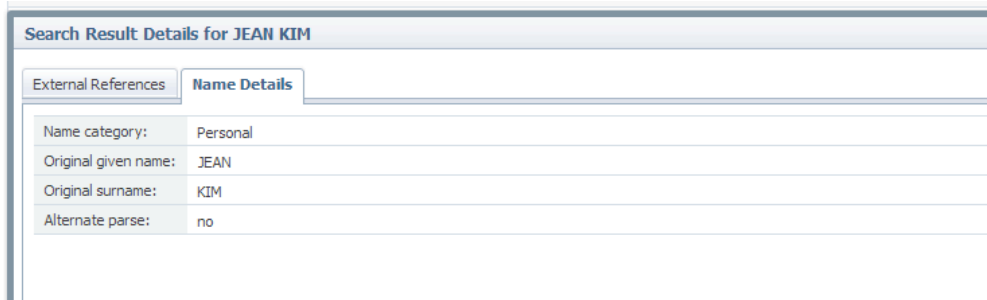 Search Result Details for JEAN KIM
External References Name Details
Name category: Personal
Original given name: JEAN
Original surname: KIM
Alternate parse: no